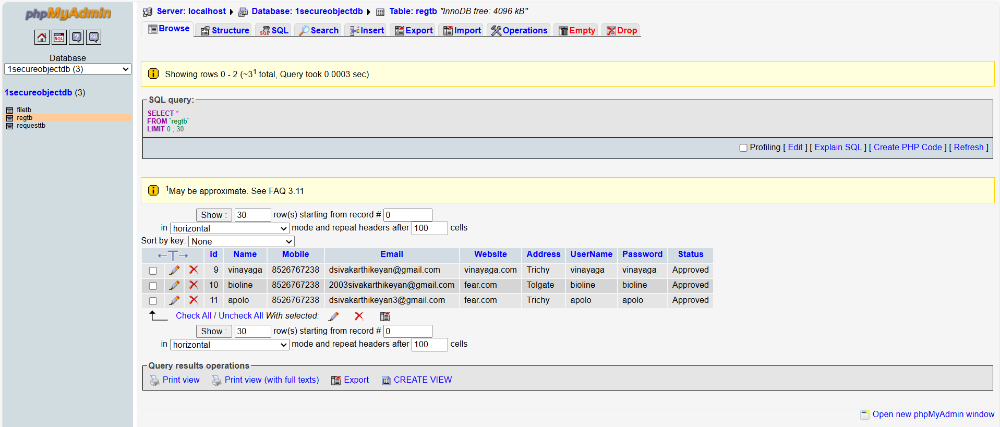 phpMyAdmin
Database
1secureobjectdb (3)
1secureobjectdb (3)
filetb
regtb
requesttb
Server: localhost Database: 1secureobjectdb Table: regtb "InnoDB free: 4096 kB"
Browse Structure SQL Search Insert Export Import Operations Empty Drop
Showing rows 0 - 2 (~3¹ total, Query took 0.0003 sec)
SQL query:
SELECT *
FROM `regtb`
LIMIT 0 , 30
Profiling [ Edit ] [ Explain SQL ] [ Create PHP Code ] [ Refresh ]
¹May be approximate. See FAQ 3.11
Show : 30 row(s) starting from record # 0
in horizontal mode and repeat headers after 100 cells
Sort by key: None
←T→ id Name Mobile Email Website Address UserName Password Status
9 vinayaga 8526767238 dsivakarthikeyan@gmail.com vinayaga.com Trichy vinayaga vinayaga Approved
10 bioline 8526767238 2003sivakarthikeyan@gmail.com fear.com Tolgate bioline bioline Approved
11 apolo 8526767238 dsivakarthikeyan3@gmail.com fear.com Trichy apolo apolo Approved
Check All / Uncheck All With selected:
Show : 30 row(s) starting from record # 0
in horizontal mode and repeat headers after 100 cells
Query results operations
Print view Print view (with full texts) Export CREATE VIEW
Open new phpMyAdmin window